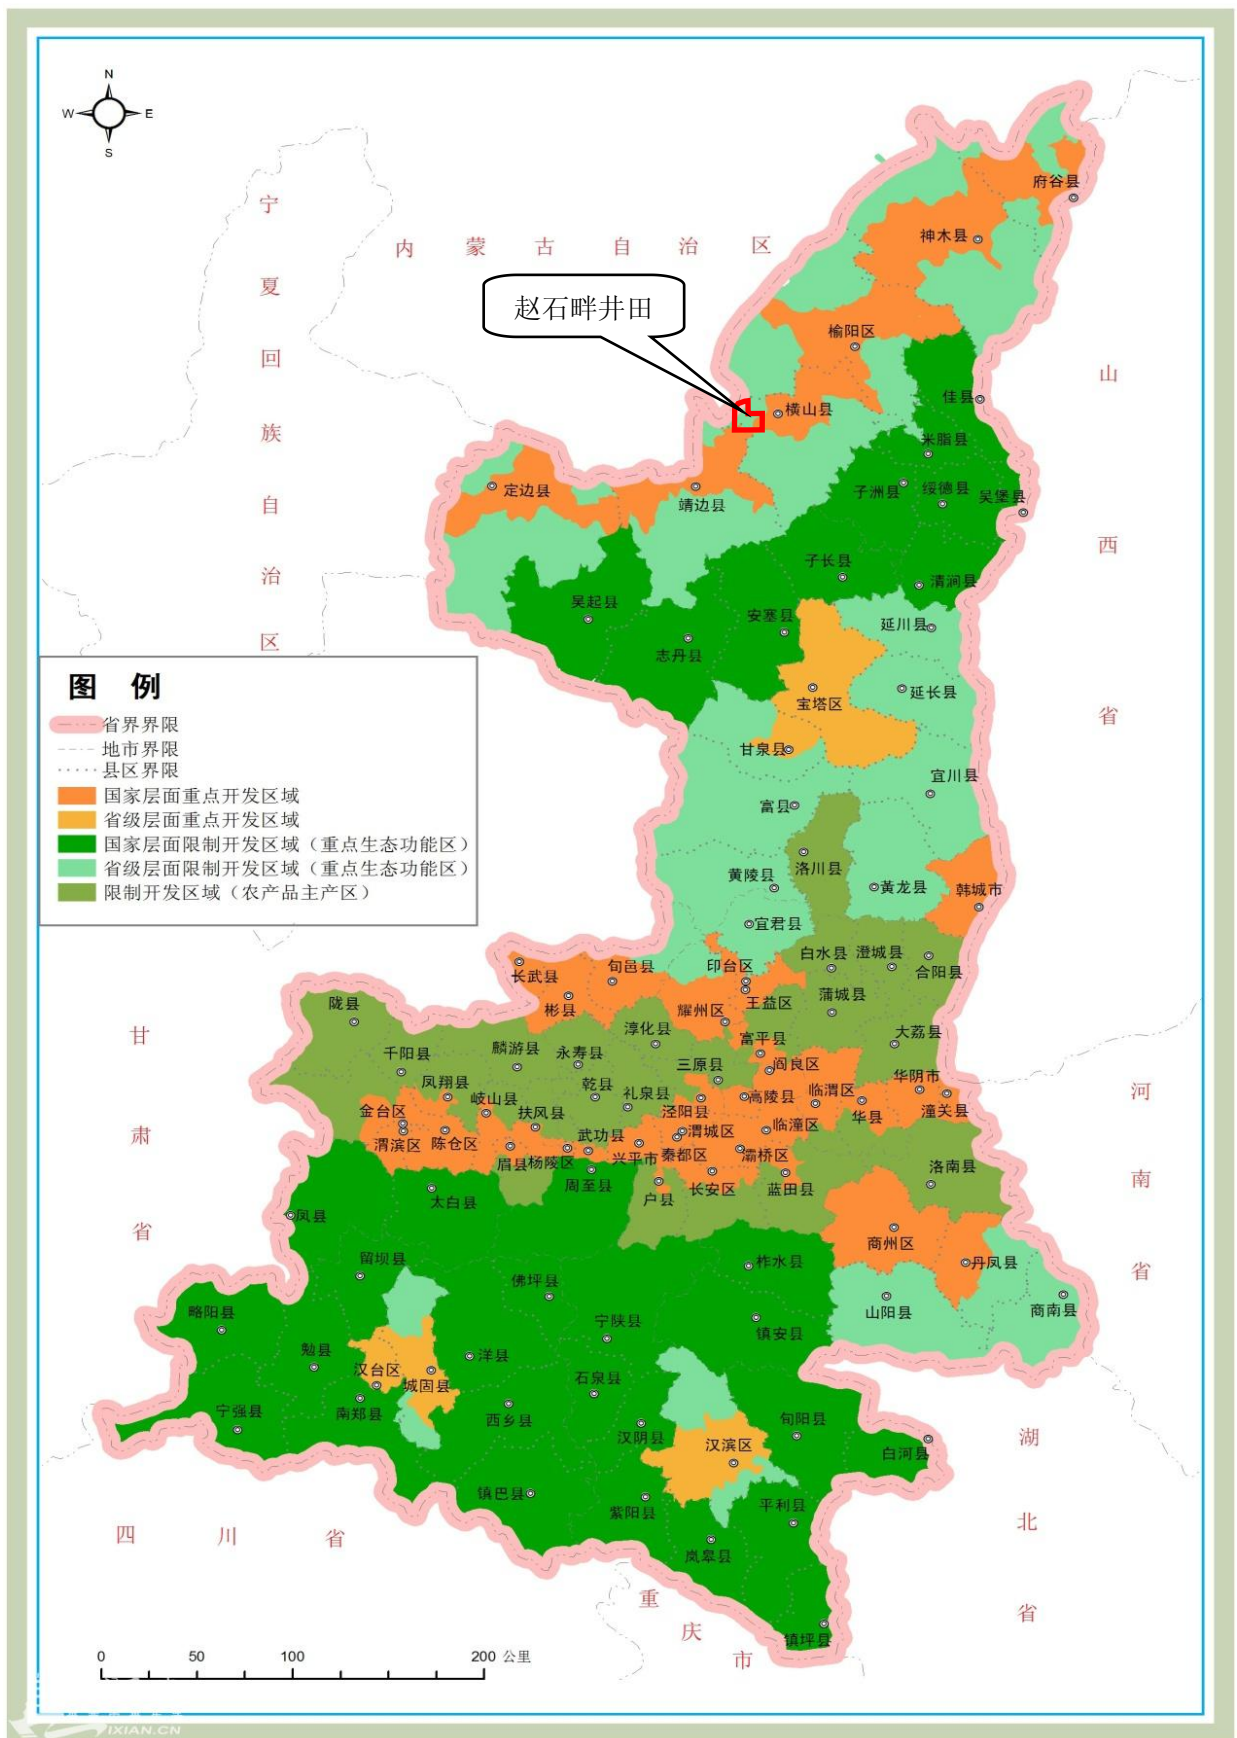 N
W
E
S
宁夏回族自治区
内蒙古自治区
山西省
甘肃省
河南省
湖北省
四川省
重庆市
赵石畔井田
府谷县
神木县
榆阳区
横山县
佳县
米脂县
定边县
靖边县
子洲县
绥德县
吴堡县
子长县
清涧县
吴起县
安塞县
志丹县
延川县
宝塔区
延长县
甘泉县
宜川县
富县
洛川县
黄陵县
黄龙县
韩城市
宜君县
图 例
省界界限
地市界限
县区界限
国家层面重点开发区域
省级层面重点开发区域
国家层面限制开发区域（重点生态功能区）
省级层面限制开发区域（重点生态功能区）
限制开发区域（农产品主产区）
长武县
旬邑县
印台区
白水县
澄城县
合阳县
彬县
耀州区
王益区
蒲城县
陇县
淳化县
富平县
大荔县
千阳县
麟游县
永寿县
三原县
阎良区
凤翔县
乾县
礼泉县
高陵县
临渭区
华阴市
金台区
岐山县
扶风县
泾阳县
华县
潼关县
渭滨区
陈仓区
武功县
渭城区
临潼区
眉县
杨陵区
兴平市
秦都区
灞桥区
周至县
户县
长安区
蓝田县
洛南县
太白县
凤县
商州区
丹凤县
留坝县
佛坪县
柞水县
略阳县
山阳县
商南县
宁陕县
镇安县
勉县
汉台区
洋县
城固县
石泉县
宁强县
南郑县
西乡县
汉阴县
旬阳县
汉滨区
白河县
镇巴县
紫阳县
平利县
岚皋县
镇坪县
0 50 100 200 公里
IXIAN.CN